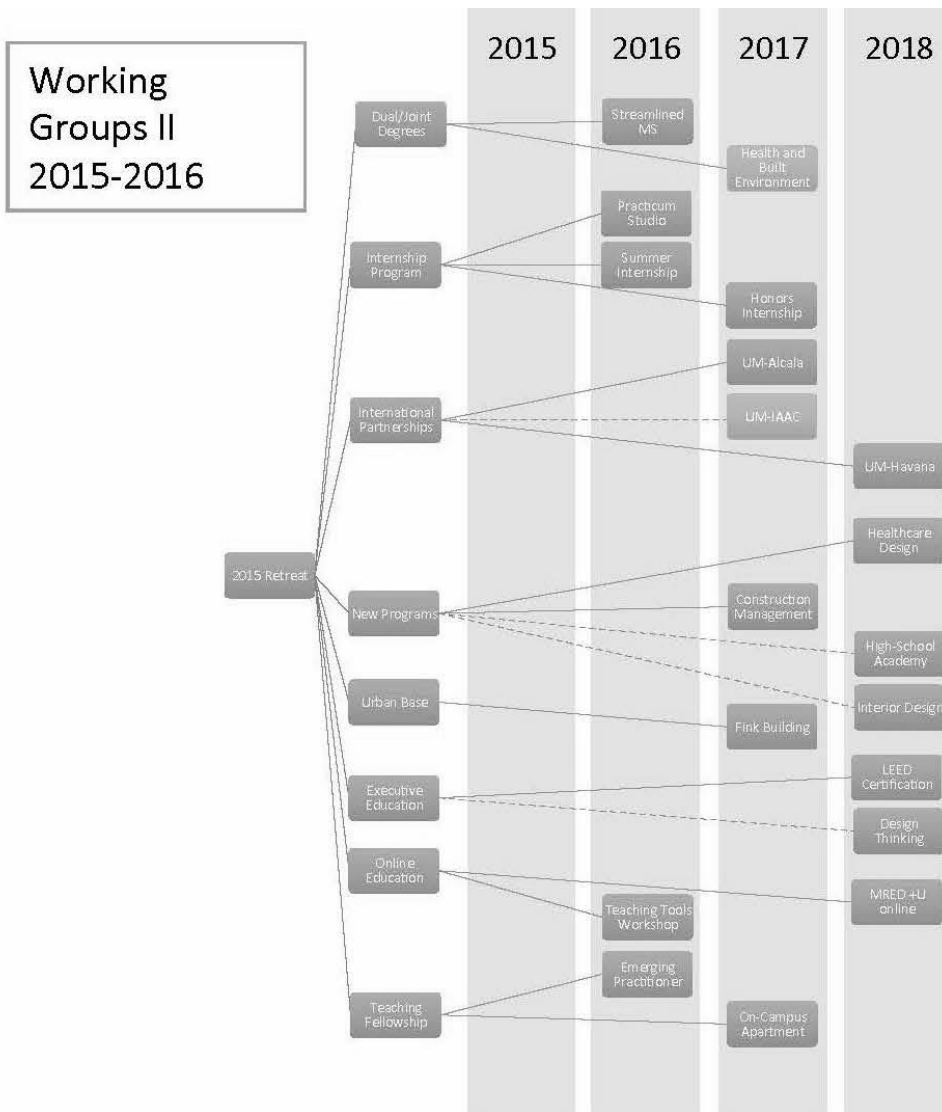 Working
Groups II
2015-2016
2015
2016
2017
2018
Dual/Joint
Degrees
Streamlined
MS
Health and
Built
Environment
Practicum
Studio
Internship
Program
Summer
Internship
Honors
Internship
UM-Alcala
International
Partnerships
UM-IAAC
UM-Havana
Healthcare
Design
2015 Retreat
New Programs
Construction
Management
High-School
Academy
Urban Base
Interior Design
Fink Building
Executive
Education
LEED
Certification
Design
Thinking
Online
Education
MRED+U
online
Teaching Tools
Workshop
Emerging
Practitioner
Teaching
Fellowship
On-Campus
Apartment